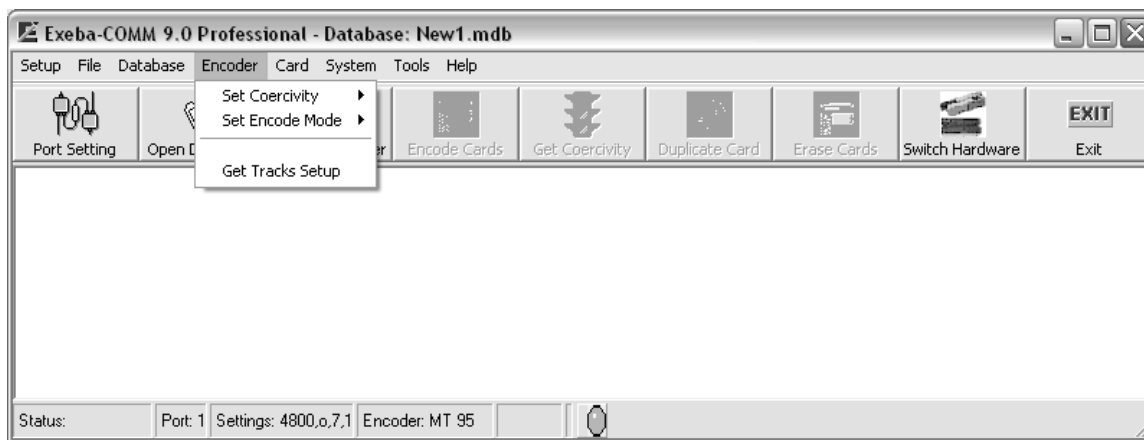 Exeba-COMM 9.0 Professional - Database: New1.mdb
Setup File Database Encoder Card System Tools Help
Set Coercivity
Set Encode Mode
Get Tracks Setup
Port Setting Open Encode Cards Get Coercivity Duplicate Card Erase Cards Switch Hardware EXIT Exit
Status: Port: 1 Settings: 4800,o,7,1 Encoder: MT 95